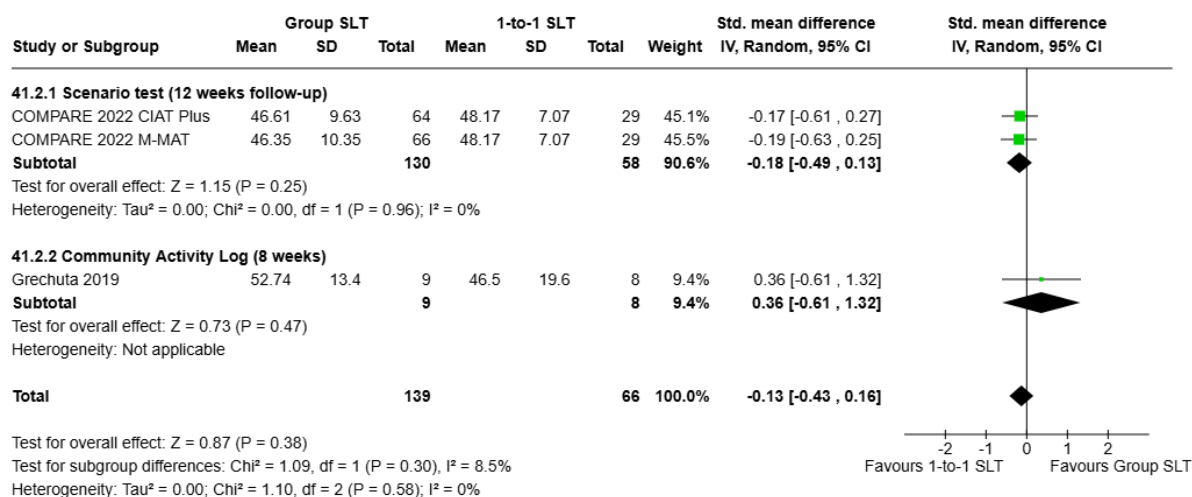 Group SLT 1-to-1 SLT Std. mean difference Std. mean difference
Study or Subgroup Mean SD Total Mean SD Total Weight IV, Random, 95% CI IV, Random, 95% CI
41.2.1 Scenario test (12 weeks follow-up)
COMPARE 2022 CIAT Plus 46.61 9.63 64 48.17 7.07 29 45.1% -0.17 [-0.61 , 0.27]
COMPARE 2022 M-MAT 46.35 10.35 66 48.17 7.07 29 45.5% -0.19 [-0.63 , 0.25]
Subtotal 130 58 90.6% -0.18 [-0.49 , 0.13]
Test for overall effect: Z = 1.15 (P = 0.25)
Heterogeneity: Tau² = 0.00; Chi² = 0.00, df = 1 (P = 0.96); I² = 0%
41.2.2 Community Activity Log (8 weeks)
Grechuta 2019 52.74 13.4 9 46.5 19.6 8 9.4% 0.36 [-0.61 , 1.32]
Subtotal 9 8 9.4% 0.36 [-0.61 , 1.32]
Test for overall effect: Z = 0.73 (P = 0.47)
Heterogeneity: Not applicable
Total 139 66 100.0% -0.13 [-0.43 , 0.16]
Test for overall effect: Z = 0.87 (P = 0.38)
Test for subgroup differences: Chi² = 1.09, df = 1 (P = 0.30), I² = 8.5%
Heterogeneity: Tau² = 0.00; Chi² = 1.10, df = 2 (P = 0.58); I² = 0%
-2 -1 0 1 2
Favours 1-to-1 SLT Favours Group SLT